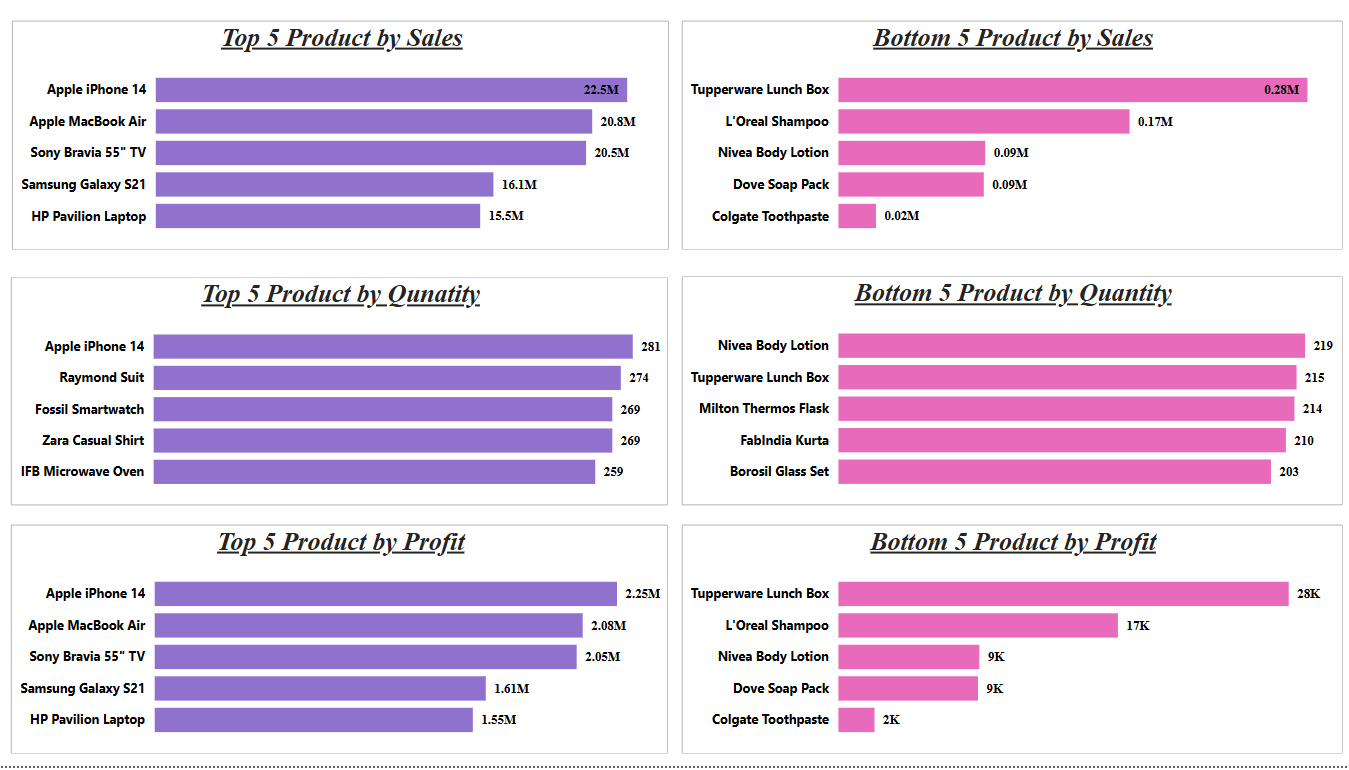 Top 5 Product by Sales
Apple iPhone 14 22.5M
Apple MacBook Air 20.8M
Sony Bravia 55" TV 20.5M
Samsung Galaxy S21 16.1M
HP Pavilion Laptop 15.5M
Bottom 5 Product by Sales
Tupperware Lunch Box 0.28M
L'Oreal Shampoo 0.17M
Nivea Body Lotion 0.09M
Dove Soap Pack 0.09M
Colgate Toothpaste 0.02M
Top 5 Product by Qunatity
Apple iPhone 14 281
Raymond Suit 274
Fossil Smartwatch 269
Zara Casual Shirt 269
IFB Microwave Oven 259
Bottom 5 Product by Quantity
Nivea Body Lotion 219
Tupperware Lunch Box 215
Milton Thermos Flask 214
FabIndia Kurta 210
Borosil Glass Set 203
Top 5 Product by Profit
Apple iPhone 14 2.25M
Apple MacBook Air 2.08M
Sony Bravia 55" TV 2.05M
Samsung Galaxy S21 1.61M
HP Pavilion Laptop 1.55M
Bottom 5 Product by Profit
Tupperware Lunch Box 28K
L'Oreal Shampoo 17K
Nivea Body Lotion 9K
Dove Soap Pack 9K
Colgate Toothpaste 2K